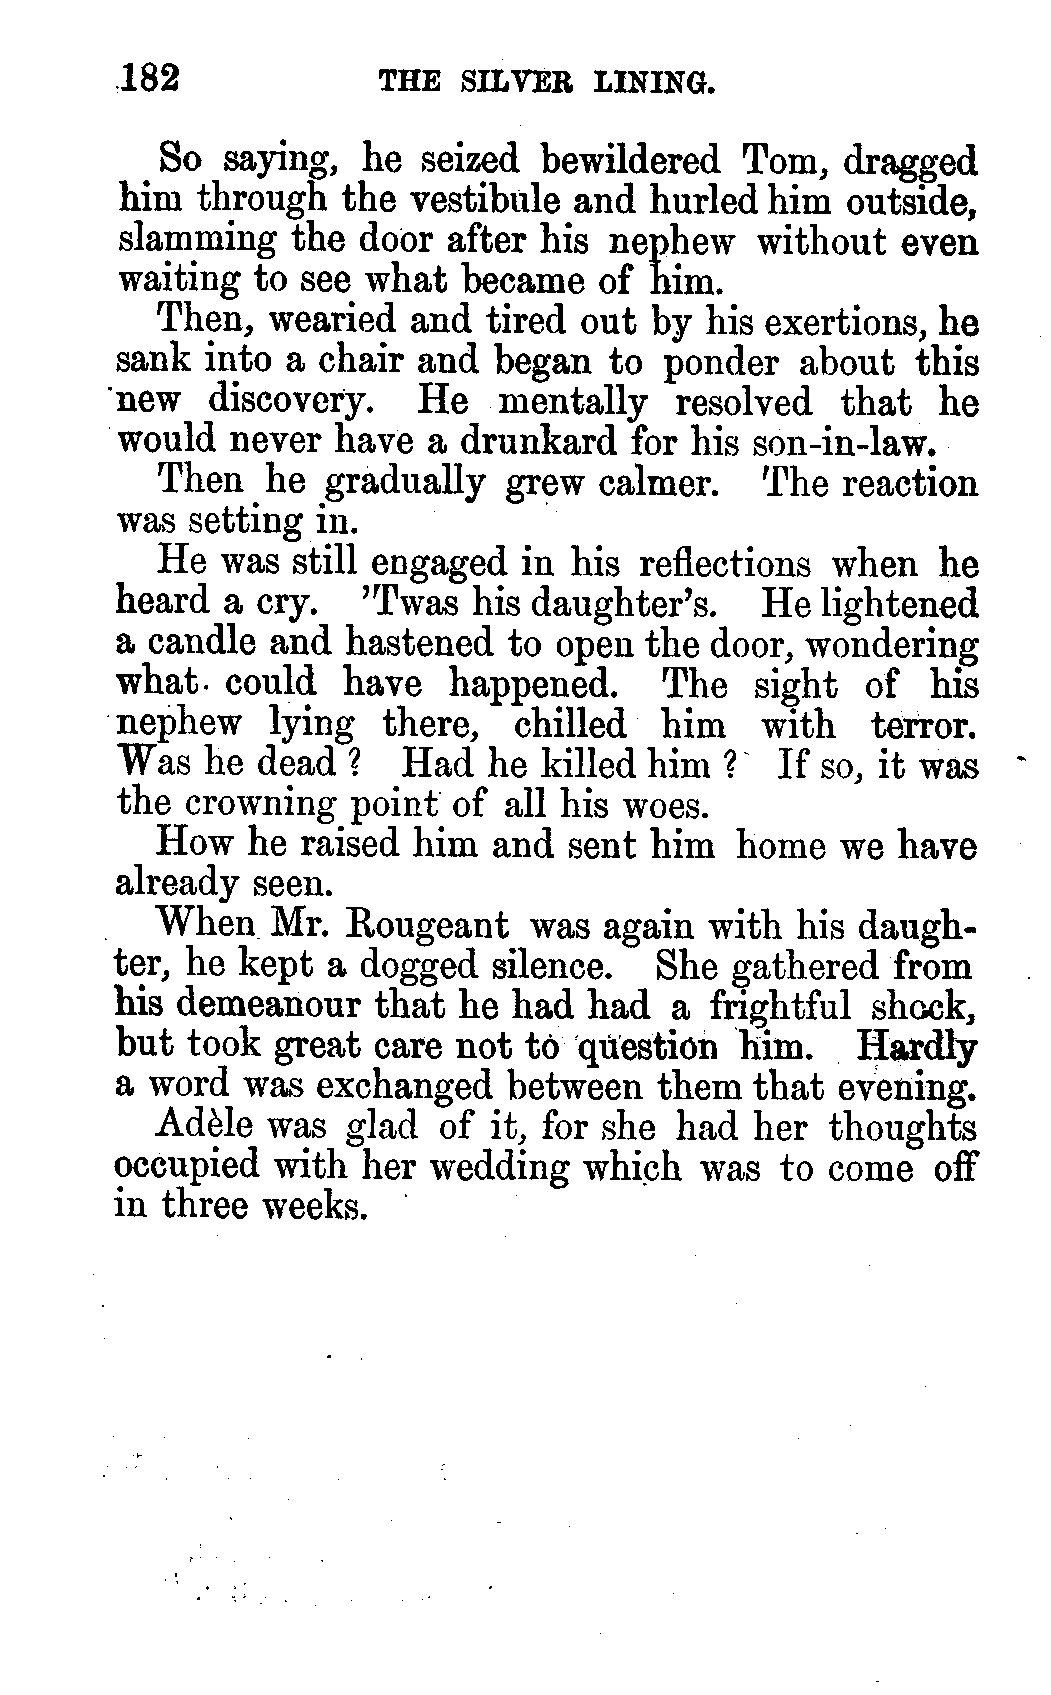 182 THE SILVER LINING.
So saying, he seized bewildered Tom, dragged
him through the vestibule and hurled him outside,
slamming the door after his nephew without even
waiting to see what became of him.
Then, wearied and tired out by his exertions, he
sank into a chair and began to ponder about this
new discovery. He mentally resolved that he
would never have a drunkard for his son-in-law.
Then he gradually grew calmer. The reaction
was setting in.
He was still engaged in his reflections when he
heard a cry. ’Twas his daughter’s. He lightened
a candle and hastened to open the door, wondering
what could have happened. The sight of his
nephew lying there, chilled him with terror.
Was he dead ? Had he killed him ? If so, it was
the crowning point of all his woes.
How he raised him and sent him home we have
already seen.
When Mr. Rougeant was again with his daugh-
ter, he kept a dogged silence. She gathered from
his demeanour that he had had a frightful shock,
but took great care not to question him. Hardly
a word was exchanged between them that evening.
Adèle was glad of it, for she had her thoughts
occupied with her wedding which was to come off
in three weeks.